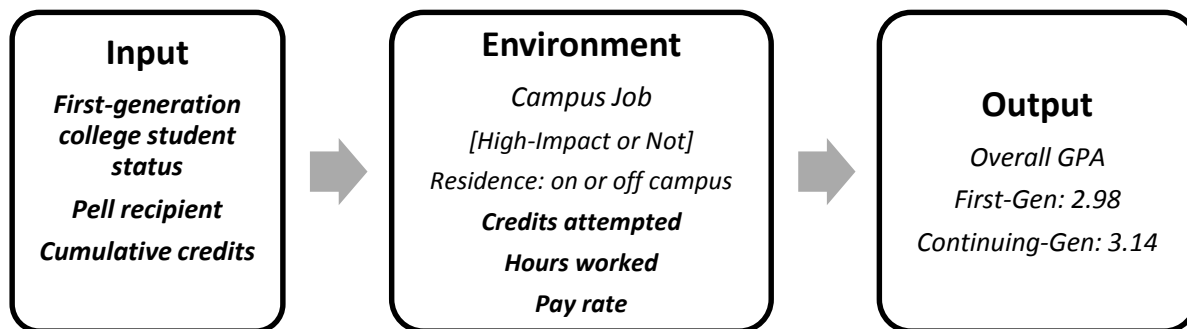 Input
First-generation
college student
status
Pell recipient
Cumulative credits
Environment
Campus Job
[High-Impact or Not]
Residence: on or off campus
Credits attempted
Hours worked
Pay rate
Output
Overall GPA
First-Gen: 2.98
Continuing-Gen: 3.14